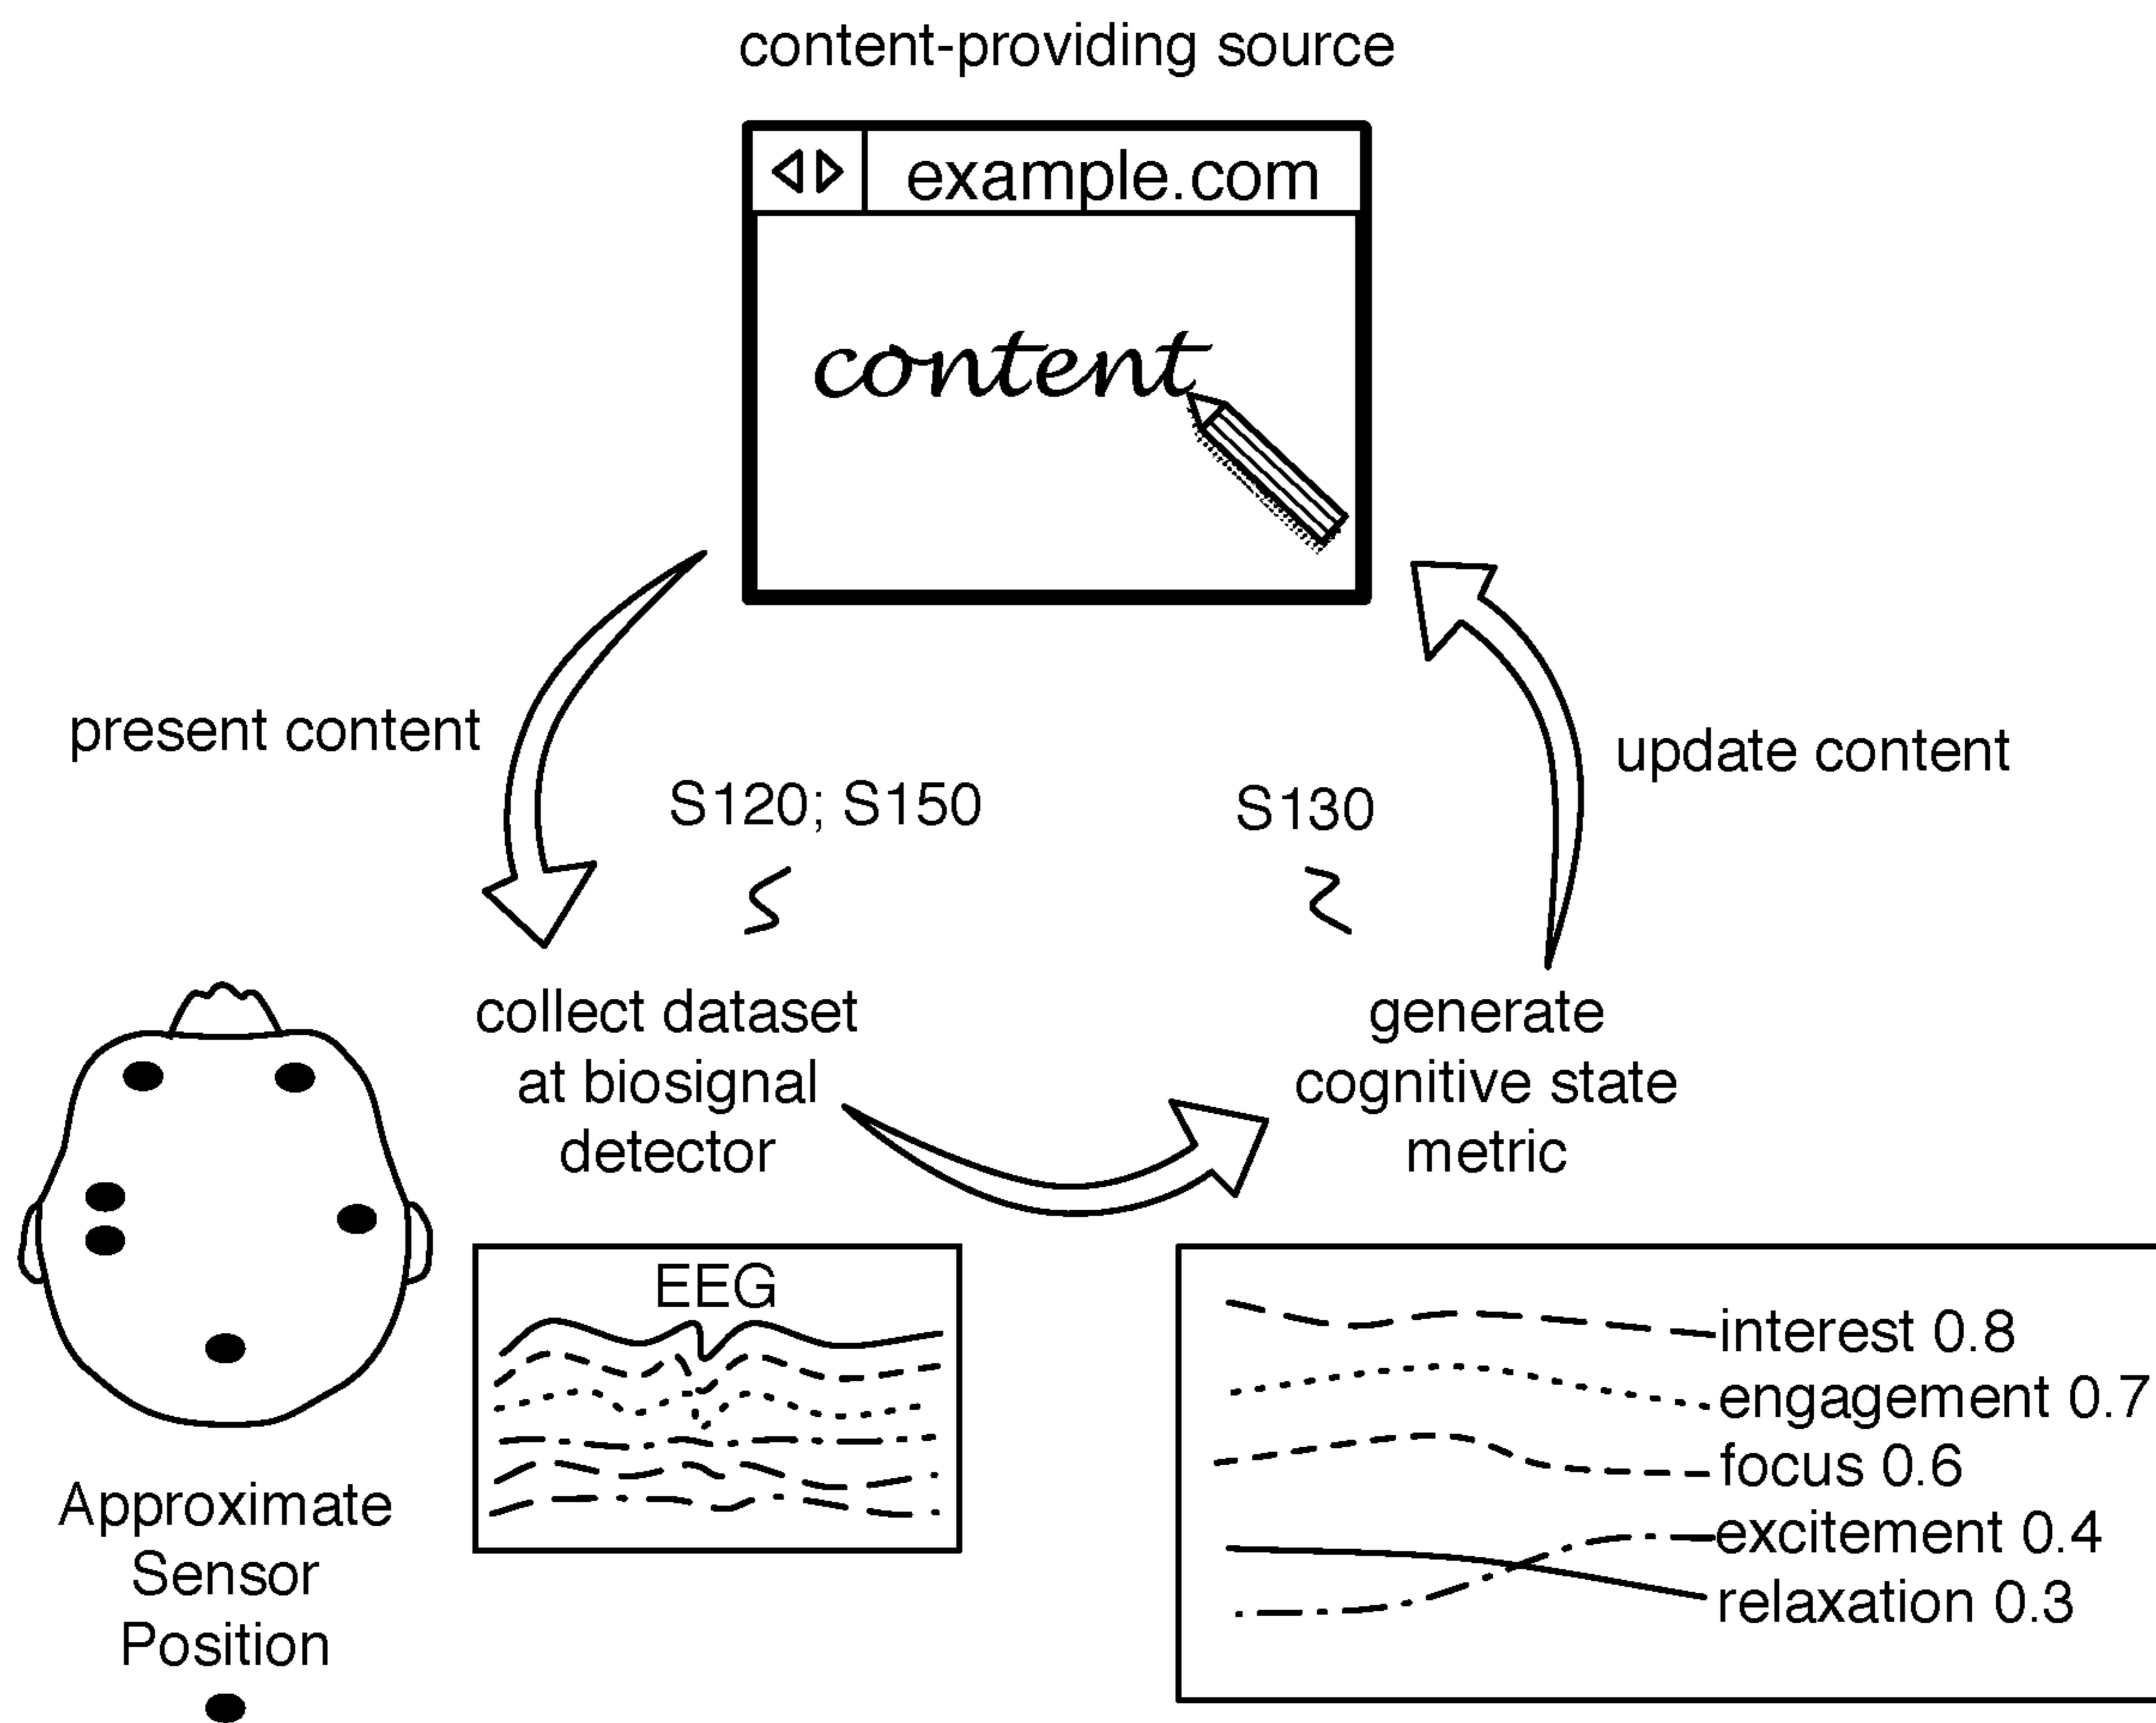 content-providing source
example.com
content
present content
update content
S120; S150
S130
collect dataset
at biosignal
detector
generate
cognitive state
metric
EEG
interest 0.8
engagement 0.7
focus 0.6
excitement 0.4
relaxation 0.3
Approximate
Sensor
Position